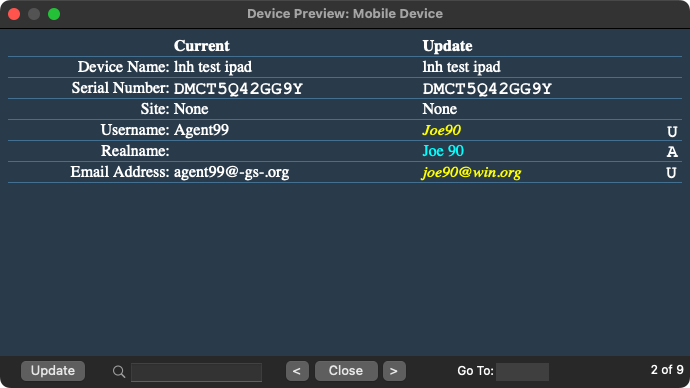 Device Preview: Mobile Device
Current Update
Device Name: lnh test ipad lnh test ipad
Serial Number: DMCT5Q42GG9Y DMCT5Q42GG9Y
Site: None None
Username: Agent99 Joe90 U
Realname: Joe 90 A
Email Address: agent99@-gs-.org joe90@win.org U
Update < Close > Go To: 2 of 9